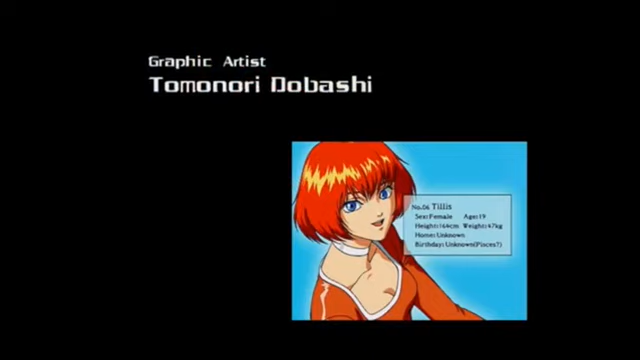 Graphic Artist
Tomonori Dobashi
No.06 Tillis
Sex:Female Age:19
Height:164cm Weight:47kg
Home:Unknown
Birthday:Unknown(Pisces?)